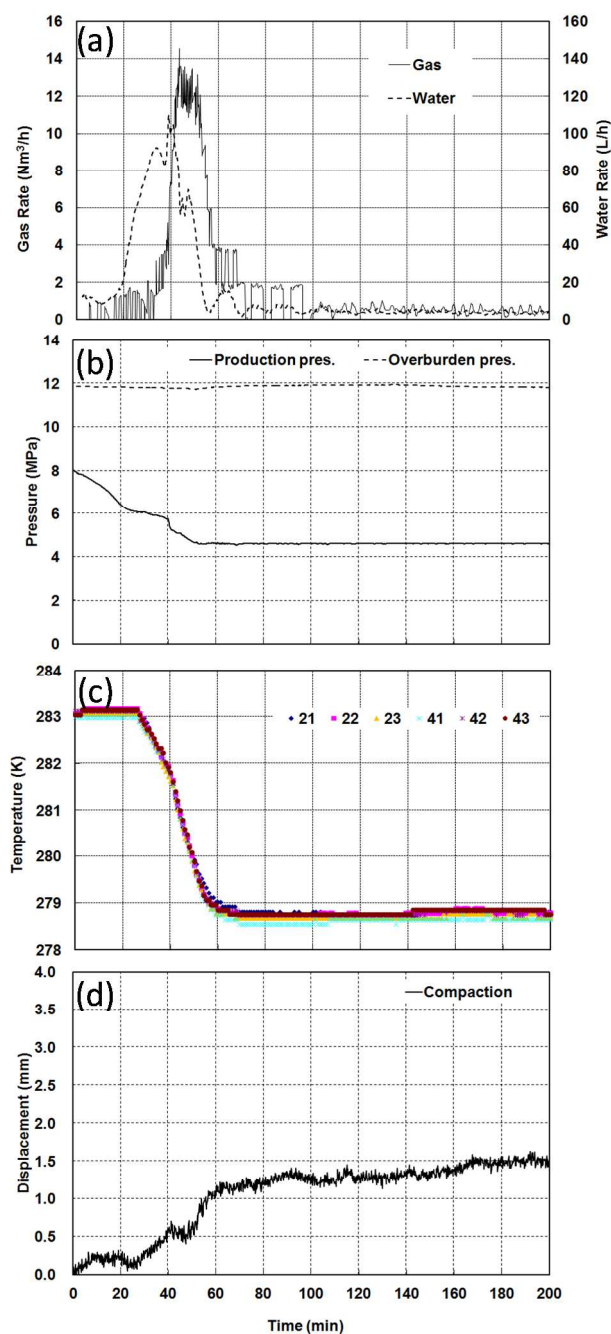 (a)
16
14
12
10
8
6
4
2
0
Gas Rate (Nm³/h)
Gas
Water
160
140
120
100
80
60
40
20
0
Water Rate (L/h)
(b)
14
12
10
8
6
4
2
0
Pressure (MPa)
Production pres. Overburden pres.
(c)
284
283
282
281
280
279
278
Temperature (K)
21 22 23 41 42 43
(d)
4.0
3.5
3.0
2.5
2.0
1.5
1.0
0.5
0.0
Displacement (mm)
Compaction
0 20 40 60 80 100 120 140 160 180 200
Time (min)